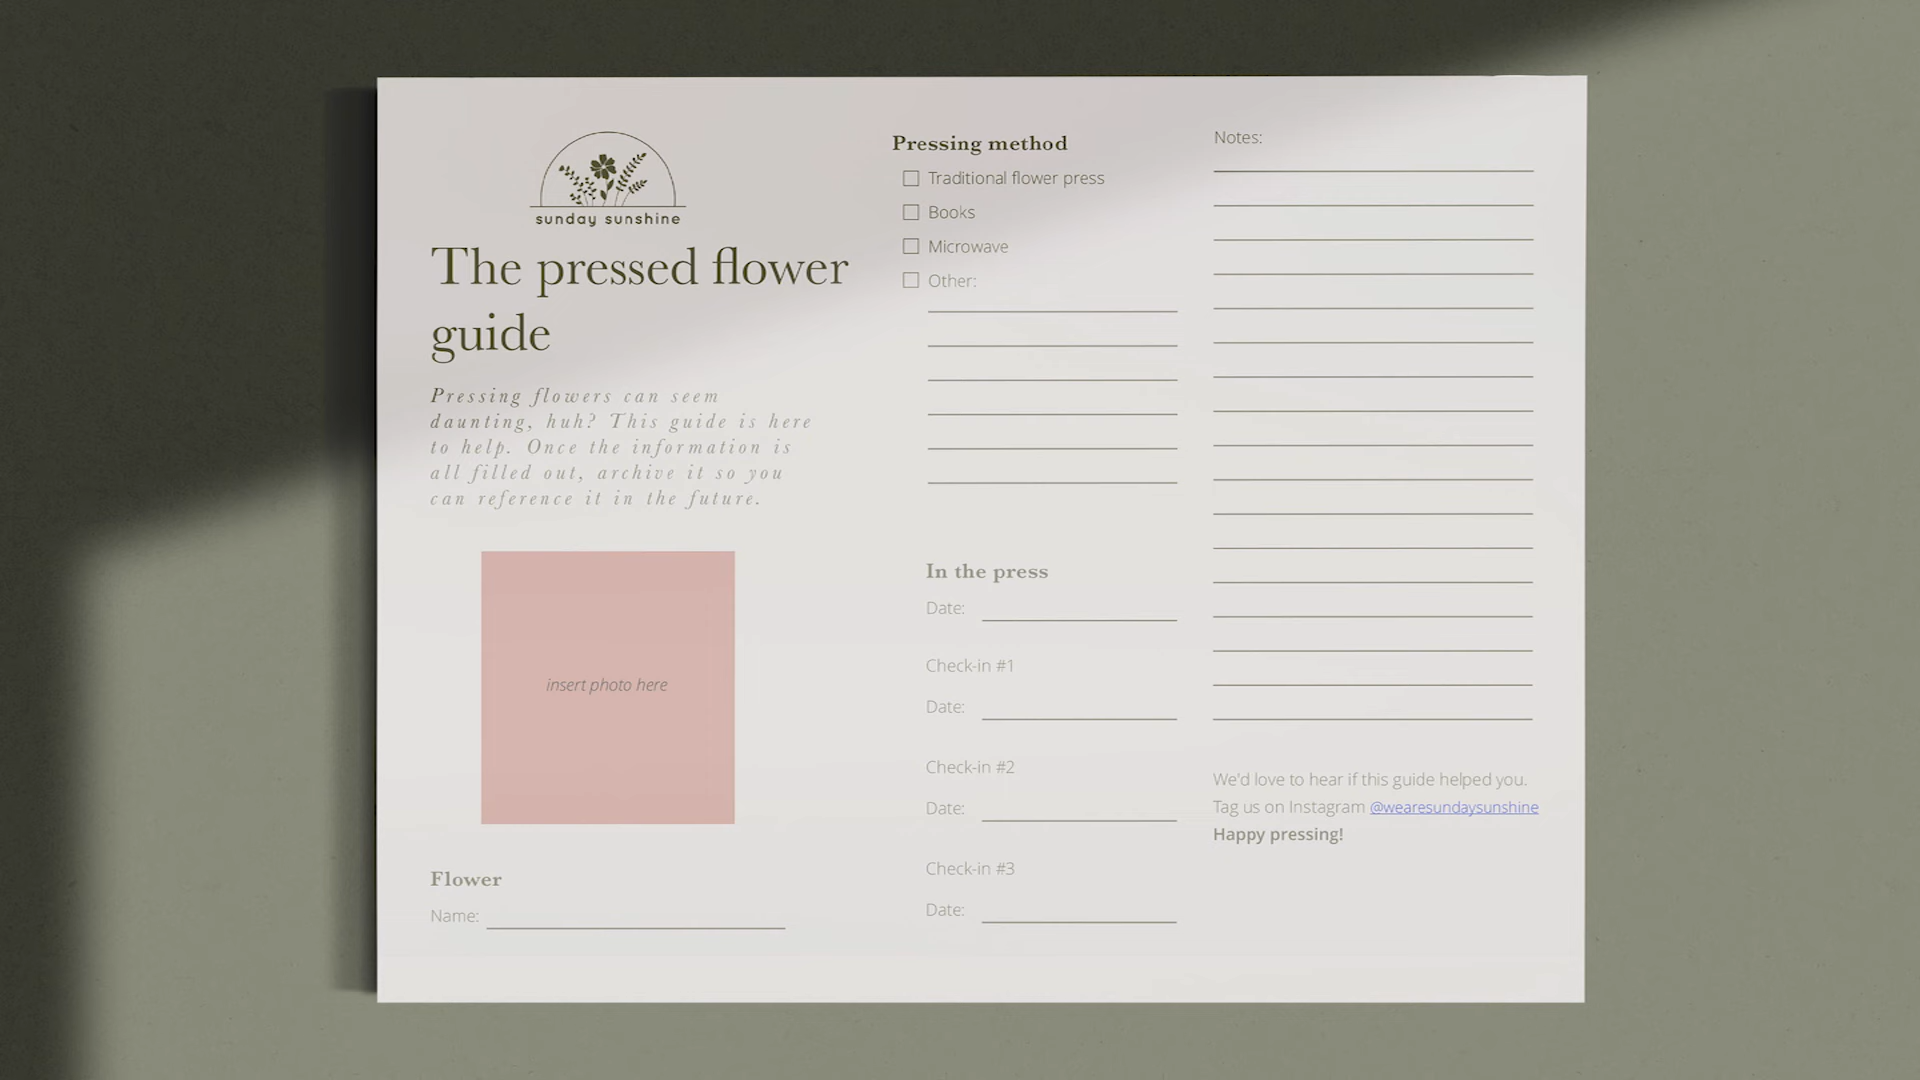 sunday sunshine
The pressed flower
guide
Pressing flowers can seem
daunting, huh? This guide is here
to help. Once the information is
all filled out, archive it so you
can reference it in the future.
insert photo here
Flower
Name:
Pressing method
Traditional flower press
Books
Microwave
Other:
In the press
Date:
Check-in #1
Date:
Check-in #2
Date:
Check-in #3
Date:
Notes:
We'd love to hear if this guide helped you.
Tag us on Instagram @wearesundaysunshine
Happy pressing!